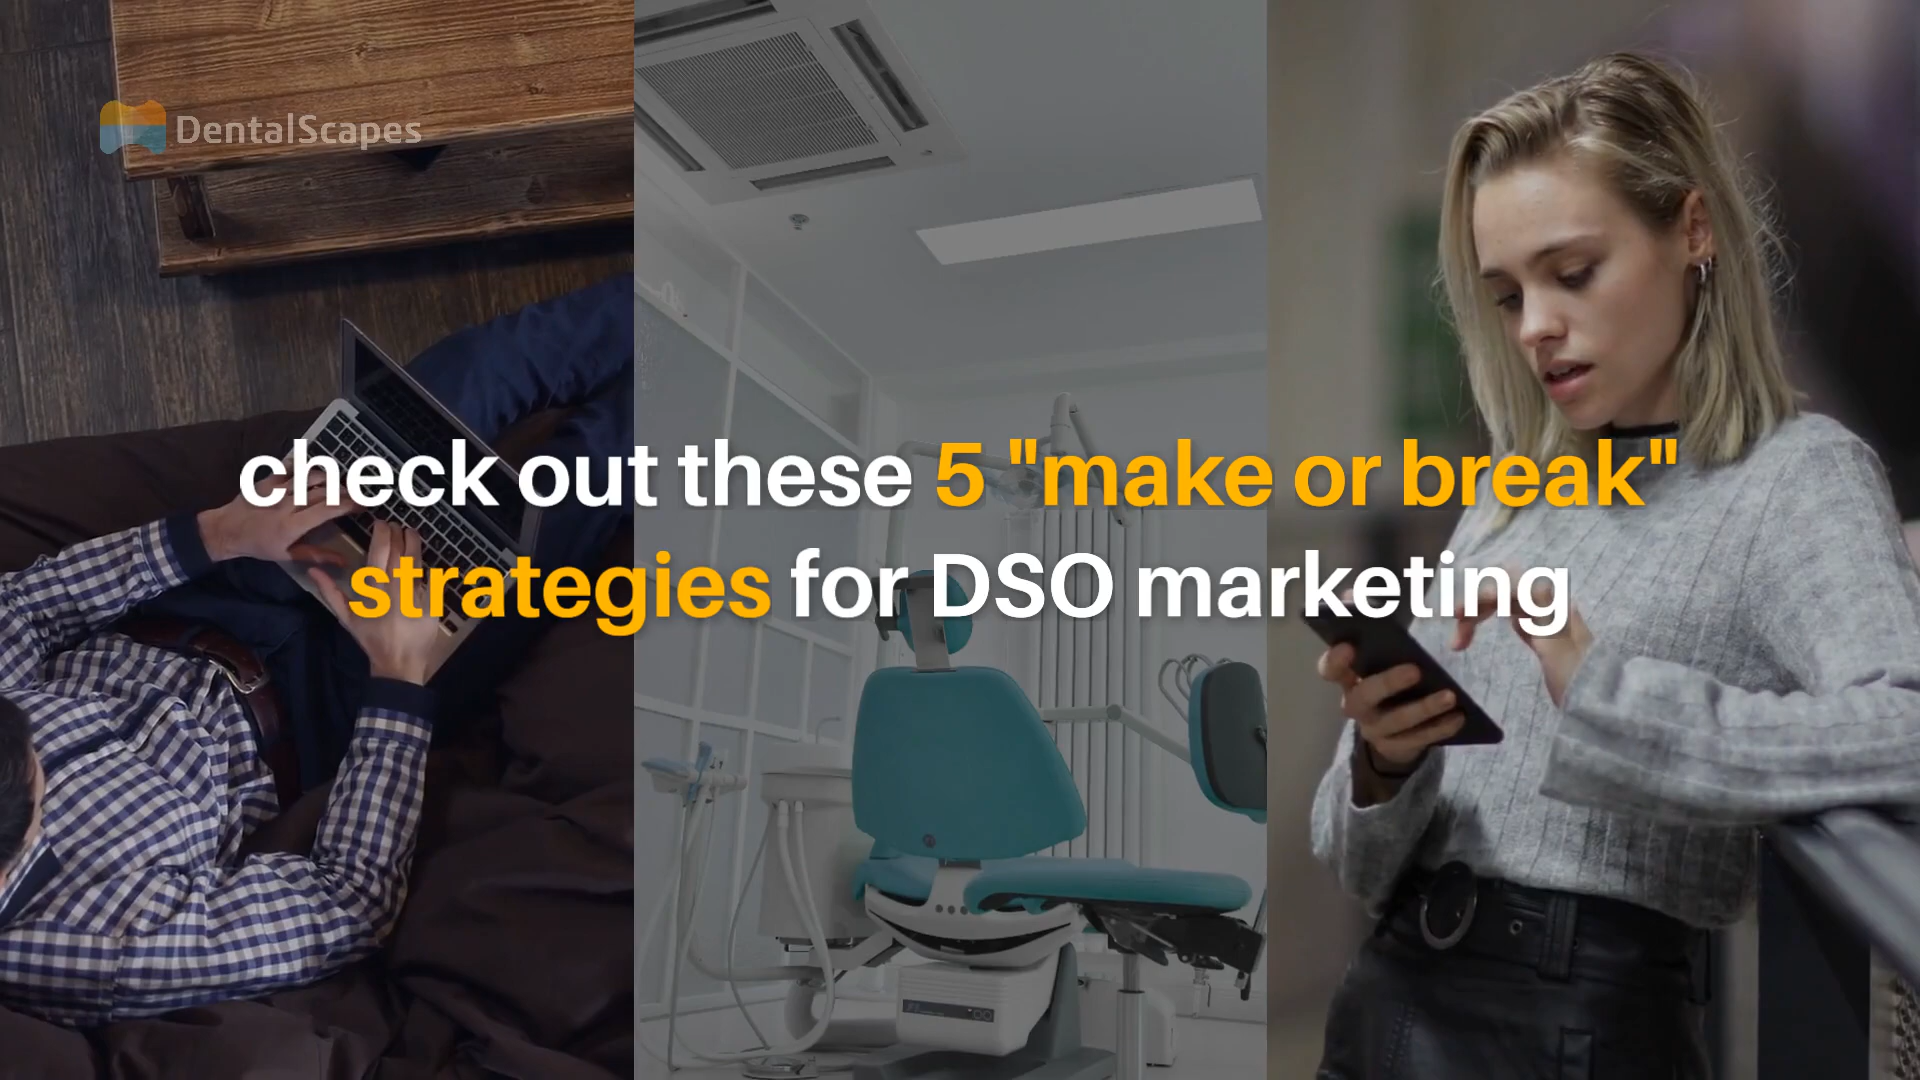 DentalScapes
check out these 5 "make or break"
strategies for DSO marketing